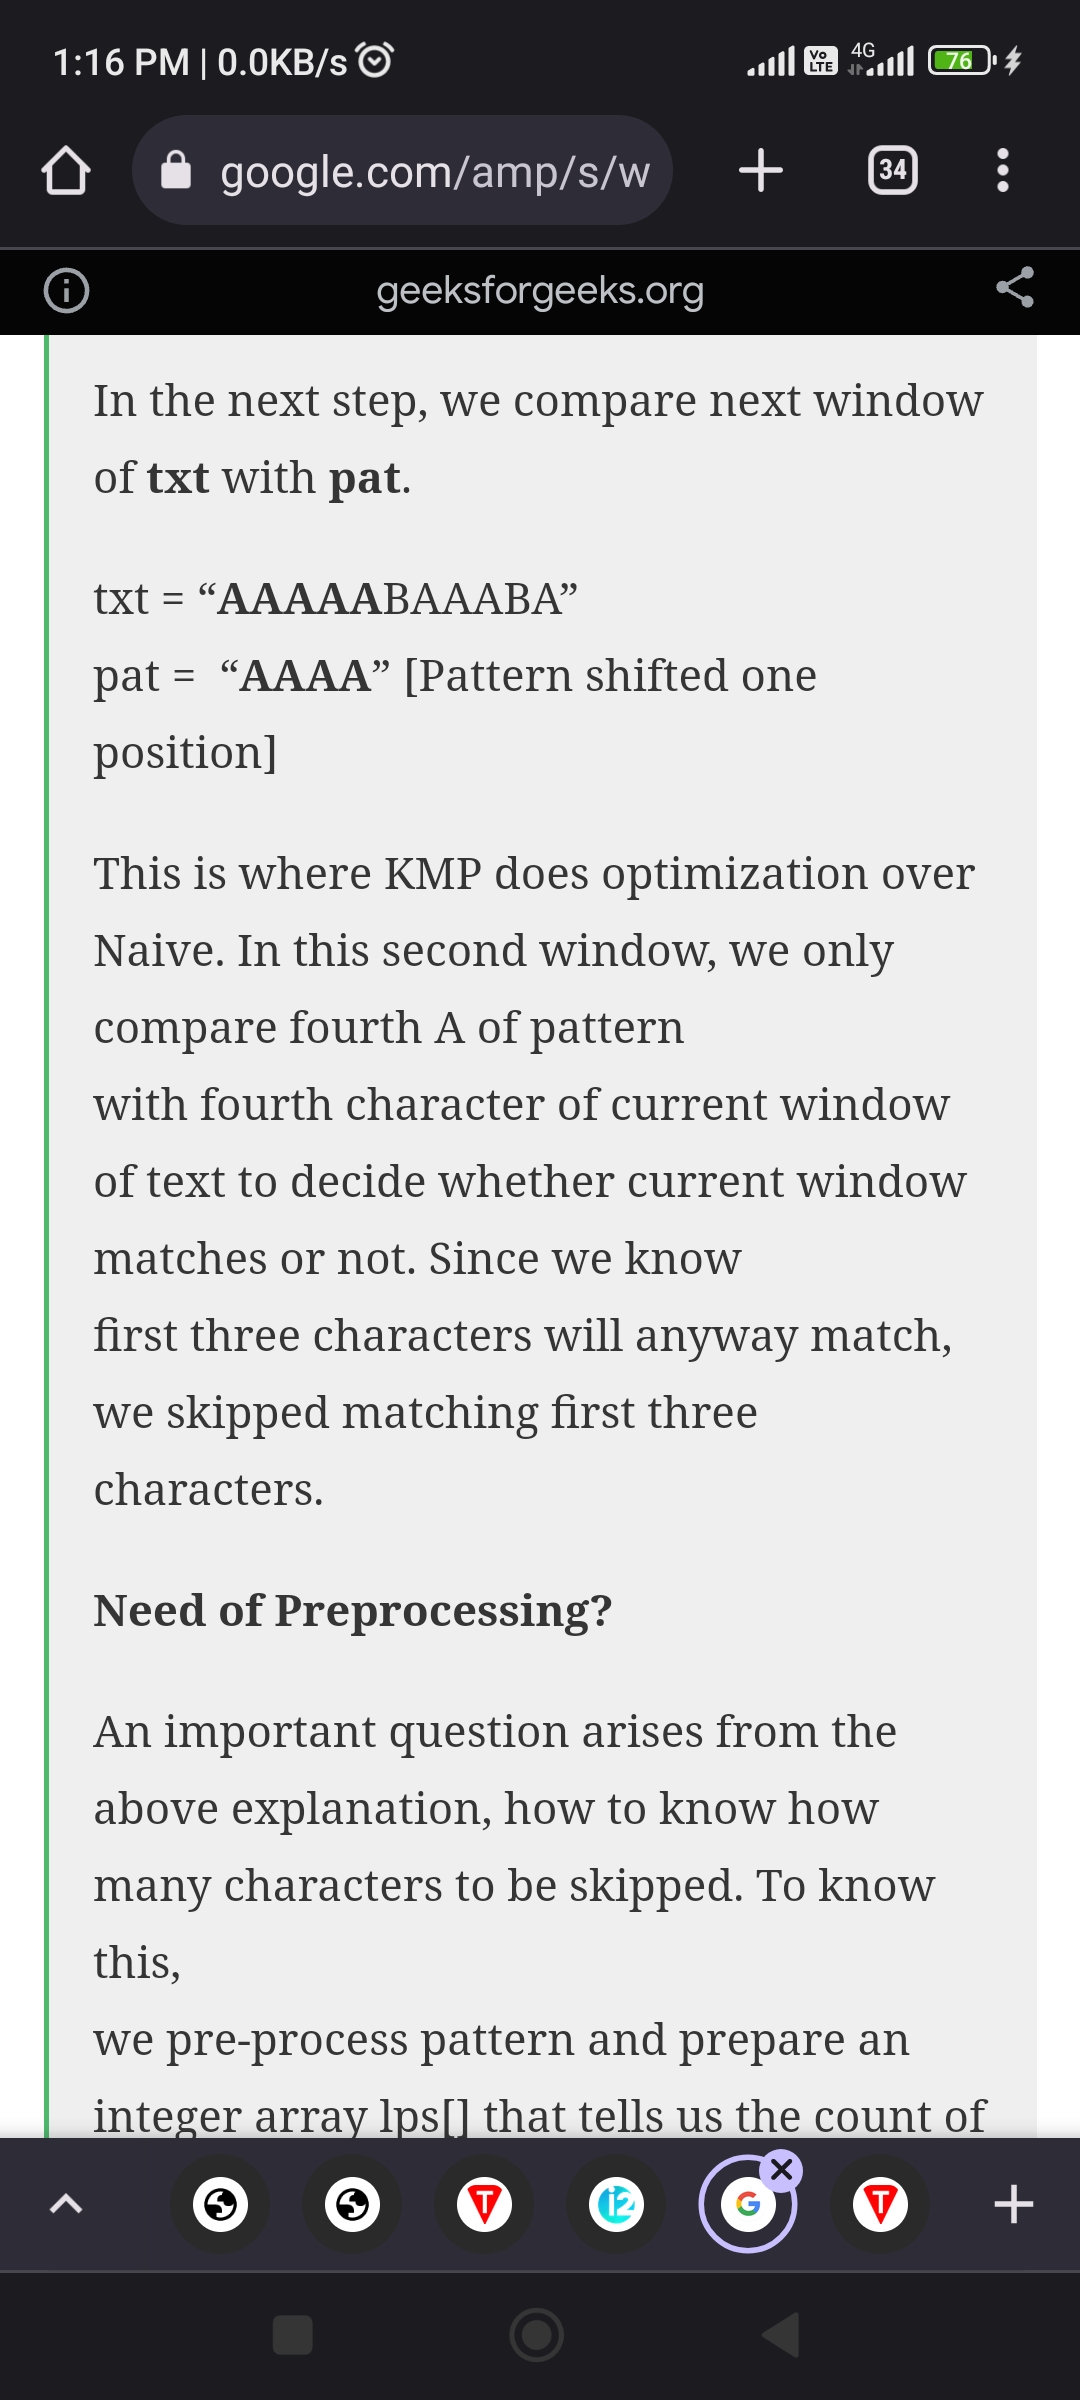 1:16 PM | 0.0KB/s
Vo LTE 4G 76
google.com/amp/s/w
34
geeksforgeeks.org
In the next step, we compare next window
of txt with pat.
txt = “AAAAABAAABA”
pat =  “AAAA” [Pattern shifted one
position]
This is where KMP does optimization over
Naive. In this second window, we only
compare fourth A of pattern
with fourth character of current window
of text to decide whether current window
matches or not. Since we know
first three characters will anyway match,
we skipped matching first three
characters.
Need of Preprocessing?
An important question arises from the
above explanation, how to know how
many characters to be skipped. To know
this,
we pre-process pattern and prepare an
integer array lps[] that tells us the count of
T i2 G T